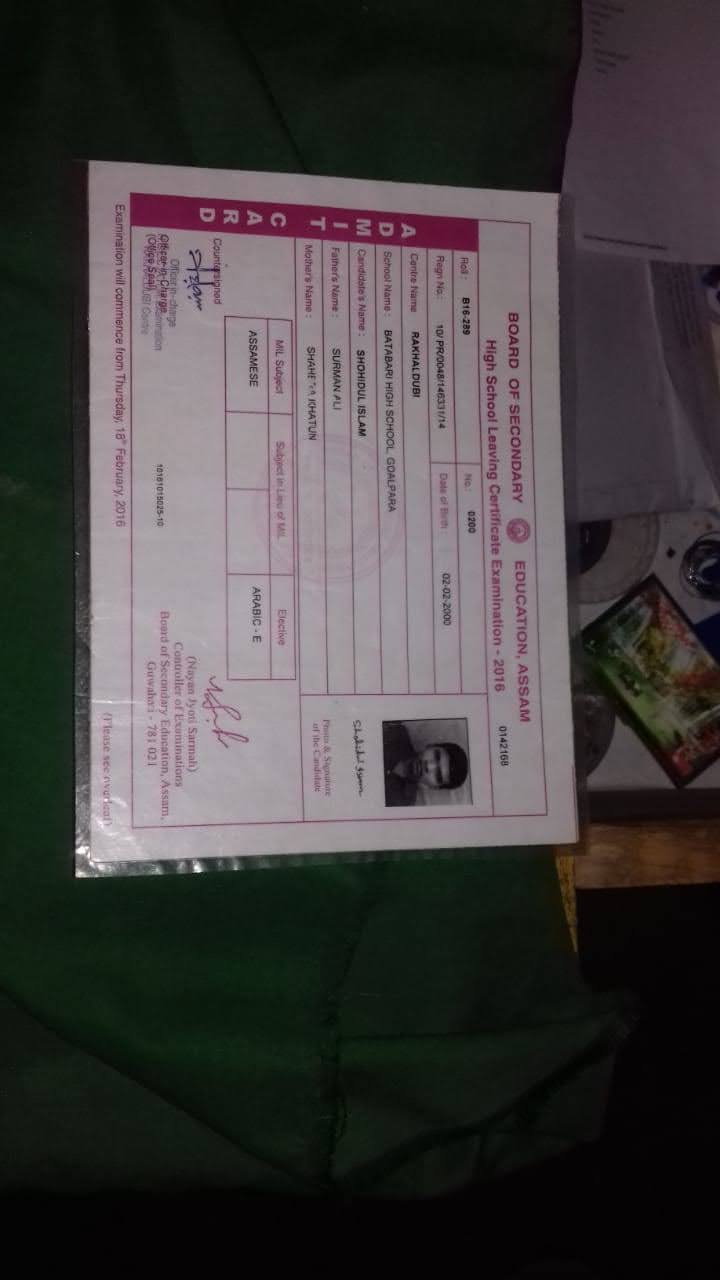 BOARD OF SECONDARY EDUCATION, ASSAM
High School Leaving Certificate Examination - 2016
0142168
ADMIT CARD
Roll : B16-289 No.: 0200
Regn No.: 10/ PR/0048/146331/14 Date of Birth 02-02-2000
Centre Name RAKHALDUBI
School Name : BATABARI HIGH SCHOOL, GOALPARA
Candidate's Name : SHOHIDUL ISLAM
Father's Name : SURMAN ALI
Mother's Name : KHATUN
Photo & Signature
of the Candidate
MIL Subject Subject in Lieu of MIL Elective
ASSAMESE ARABIC - E
Countersigned
Officer-in-charge
Officer-in-Charge
(Office Seal)
10161015025-10
(Nayan Jyoti Sarmah)
Controller of Examinations
Board of Secondary Education, Assam,
Guwahati - 781 021
Examination will commence from Thursday, 18th February, 2016
(Please see overleaf)